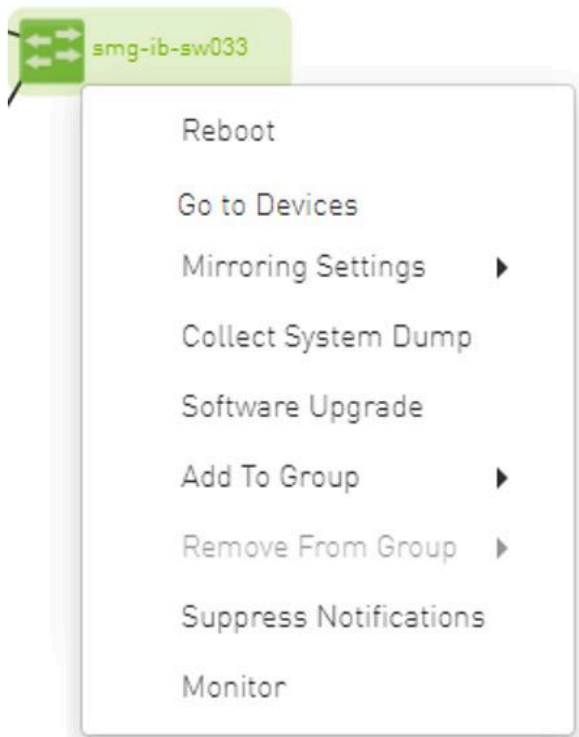 smg-ib-sw033
Reboot
Go to Devices
Mirroring Settings
Collect System Dump
Software Upgrade
Add To Group
Remove From Group
Suppress Notifications
Monitor